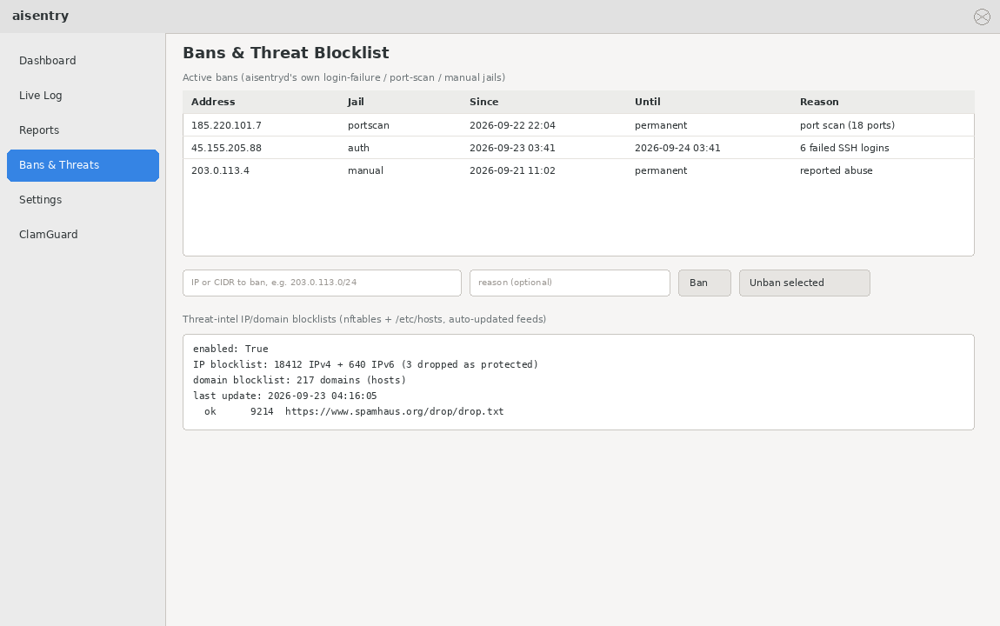 aisentry
Dashboard
Live Log
Reports
Bans & Threats
Settings
ClamGuard
Bans & Threat Blocklist
Active bans (aisentryd's own login-failure / port-scan / manual jails)
Address Jail Since Until Reason
185.220.101.7 portscan 2026-09-22 22:04 permanent port scan (18 ports)
45.155.205.88 auth 2026-09-23 03:41 2026-09-24 03:41 6 failed SSH logins
203.0.113.4 manual 2026-09-21 11:02 permanent reported abuse
IP or CIDR to ban, e.g. 203.0.113.0/24 reason (optional) Ban Unban selected
Threat-intel IP/domain blocklists (nftables + /etc/hosts, auto-updated feeds)
enabled: True
IP blocklist: 18412 IPv4 + 640 IPv6 (3 dropped as protected)
domain blocklist: 217 domains (hosts)
last update: 2026-09-23 04:16:05
ok 9214 https://www.spamhaus.org/drop/drop.txt